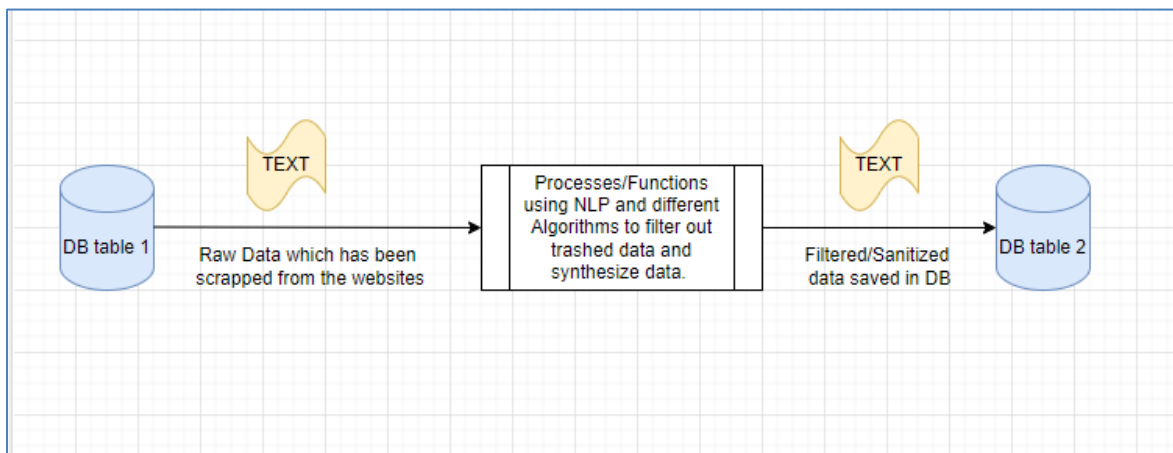 TEXT
DB table 1
Raw Data which has been
scrapped from the websites
Processes/Functions
using NLP and different
Algorithms to filter out
trashed data and
synthesize data.
TEXT
Filtered/Sanitized
data saved in DB
DB table 2